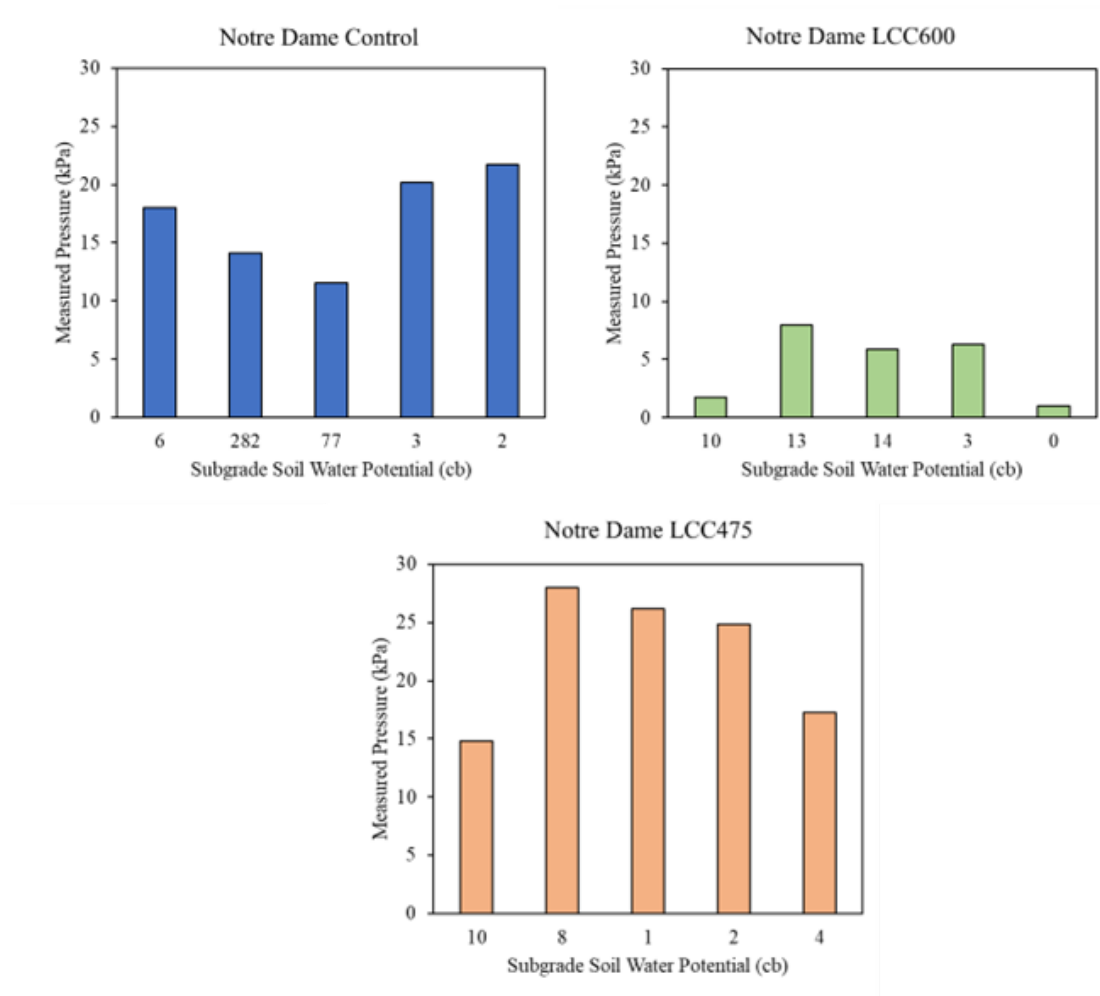 Notre Dame Control
30
25
20
15
10
5
0
Measured Pressure (kPa)
6 282 77 3 2
Subgrade Soil Water Potential (cb)
Notre Dame LCC600
30
25
20
15
10
5
0
Measured Pressure (kPa)
10 13 14 3 0
Subgrade Soil Water Potential (cb)
Notre Dame LCC475
30
25
20
15
10
5
0
Measured Pressure (kPa)
10 8 1 2 4
Subgrade Soil Water Potential (cb)